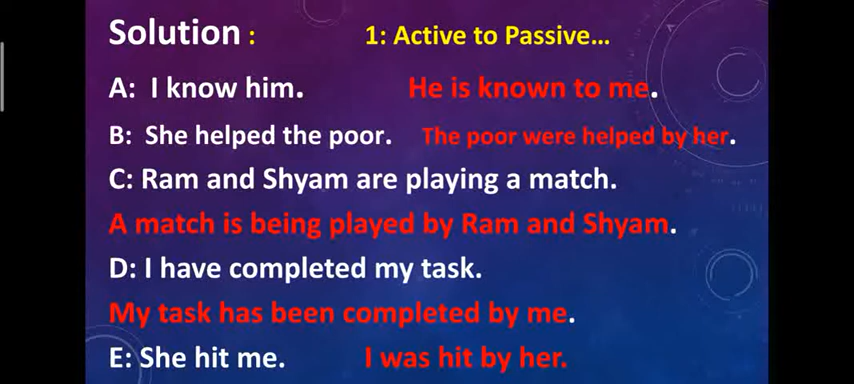 Solution : 1: Active to Passive...
A: I know him. He is known to me.
B: She helped the poor. The poor were helped by her.
C: Ram and Shyam are playing a match.
A match is being played by Ram and Shyam.
D: I have completed my task.
My task has been completed by me.
E: She hit me. I was hit by her.